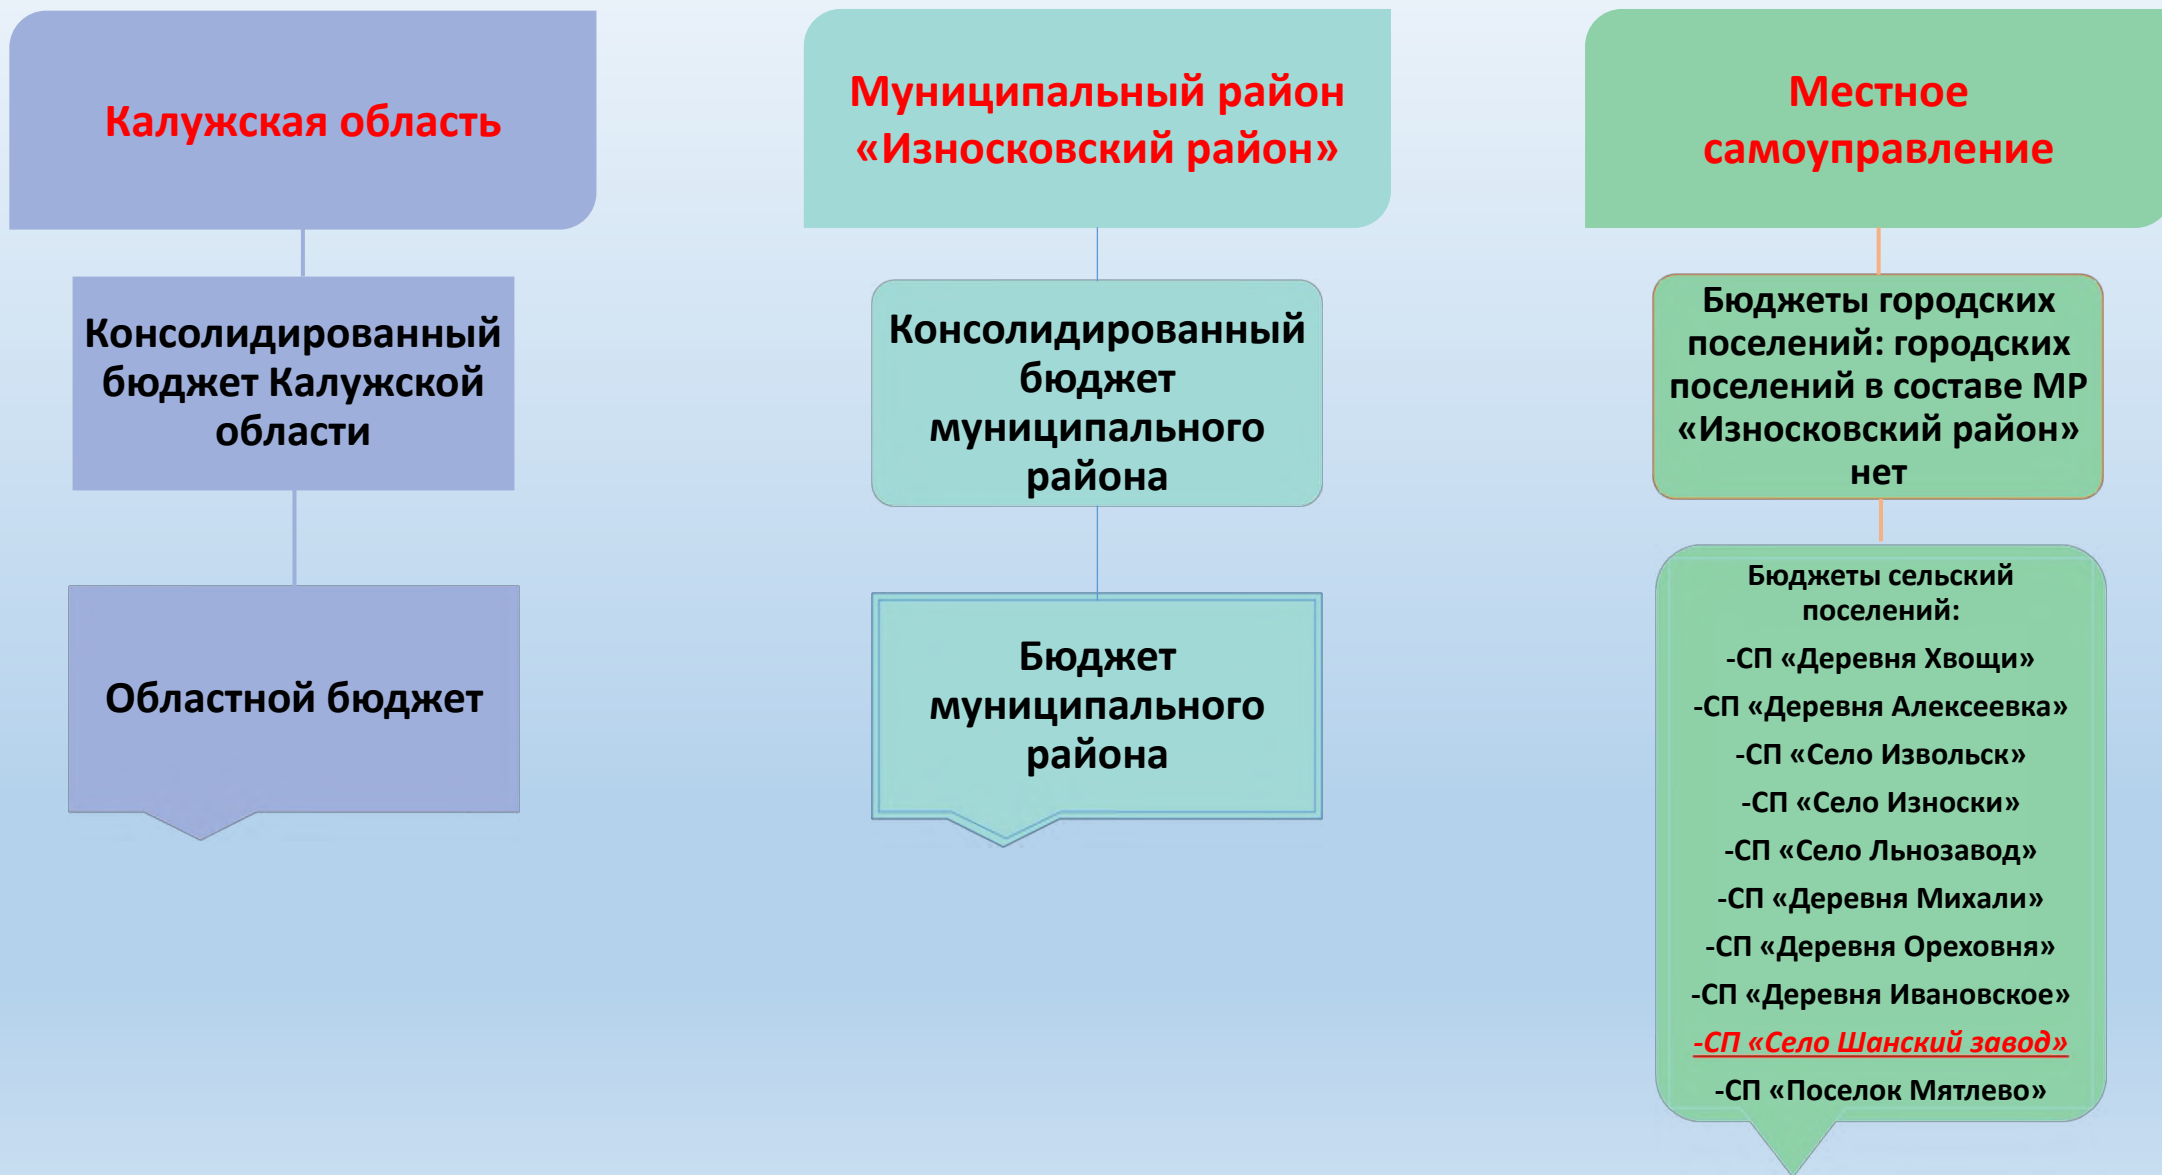 Калужская область
Консолидированный
бюджет Калужской
области
Областной бюджет
Муниципальный район
«Износковский район»
Консолидированный
бюджет
муниципального
района
Бюджет
муниципального
района
Местное
самоуправление
Бюджеты городских
поселений: городских
поселений в составе МР
«Износковский район»
нет
Бюджеты сельский
поселений:
-СП «Деревня Хвощи»
-СП «Деревня Алексеевка»
-СП «Село Извольск»
-СП «Село Износки»
-СП «Село Льнозавод»
-СП «Деревня Михали»
-СП «Деревня Ореховня»
-СП «Деревня Ивановское»
-СП «Село Шанский завод»
-СП «Поселок Мятлево»